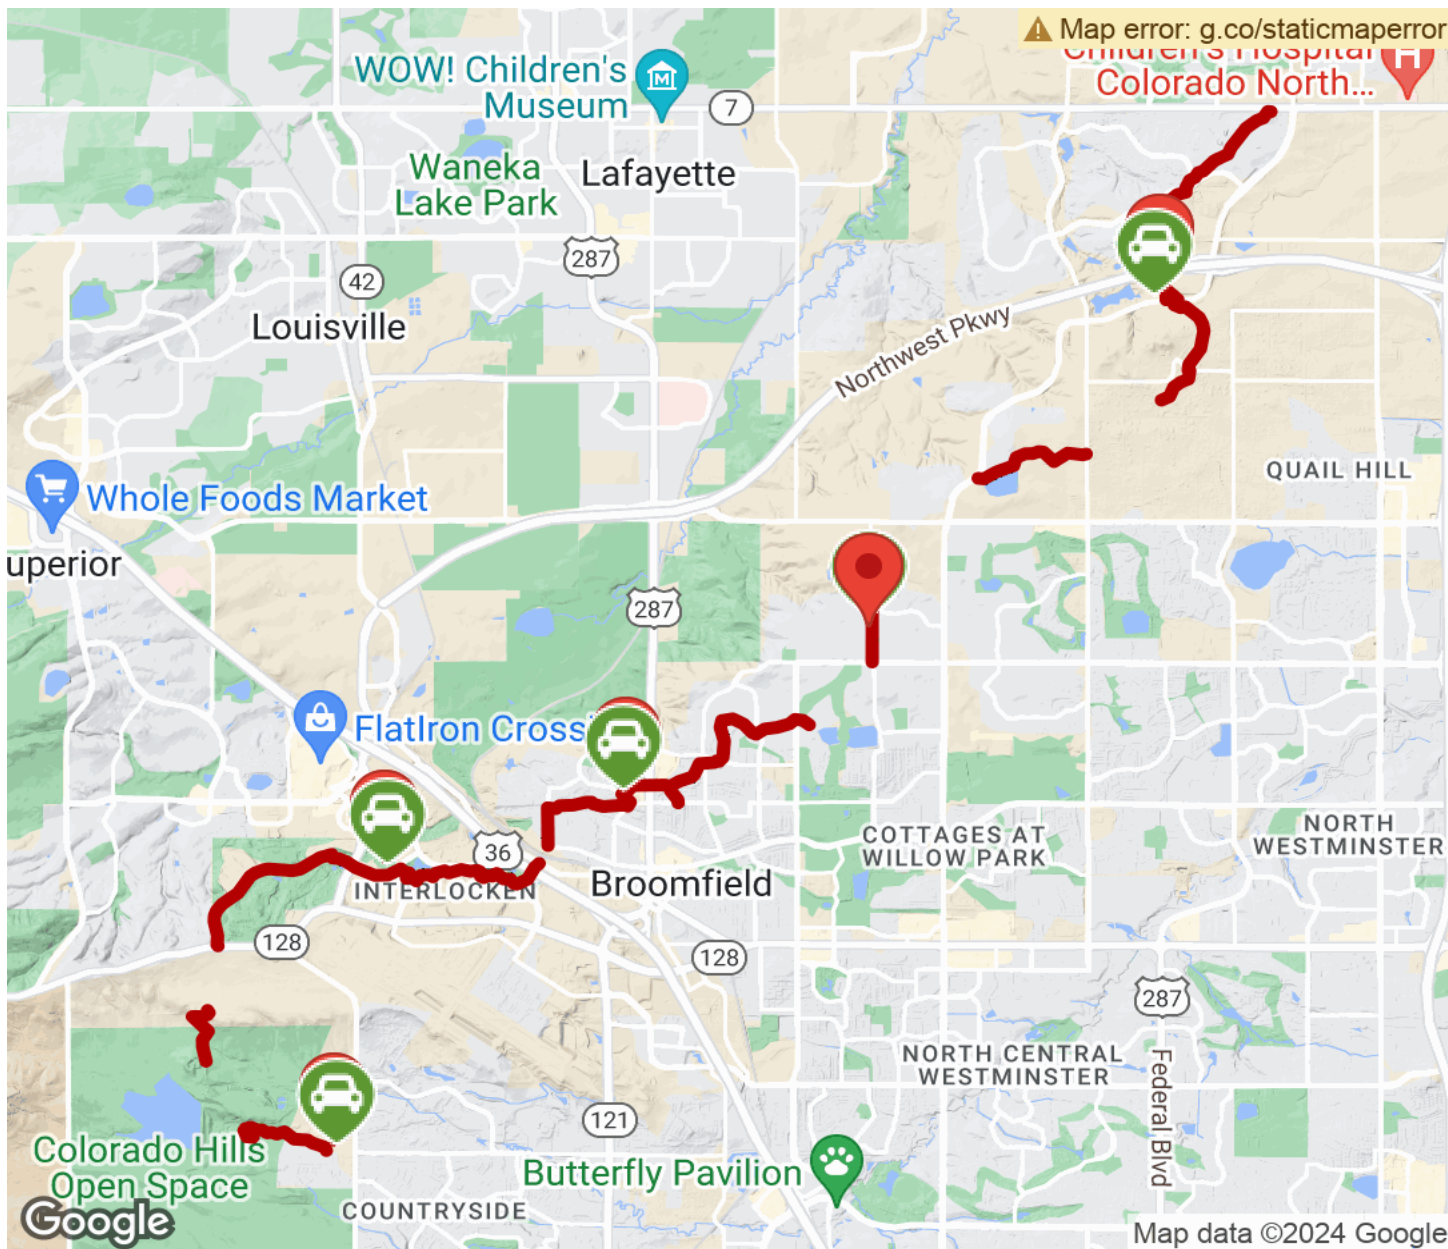 Map error: g.co/staticmaperror
WOW! Children's
Museum
7
Children's Hospital
Colorado North...
H
M
Waneka
Lake Park
Lafayette
287
42
Louisville
Northwest Pkwy
QUAIL HILL
Whole Foods Market
uperior
287
FlatIron Crossi
36
INTERLOCKEN
Broomfield
COTTAGES AT
WILLOW PARK
NORTH
WESTMINSTER
128
128
287
NORTH CENTRAL
WESTMINSTER
Federal Blvd
121
Colorado Hills
Open Space
Butterfly Pavilion
COUNTRYSIDE
Google
Map data ©2024 Google